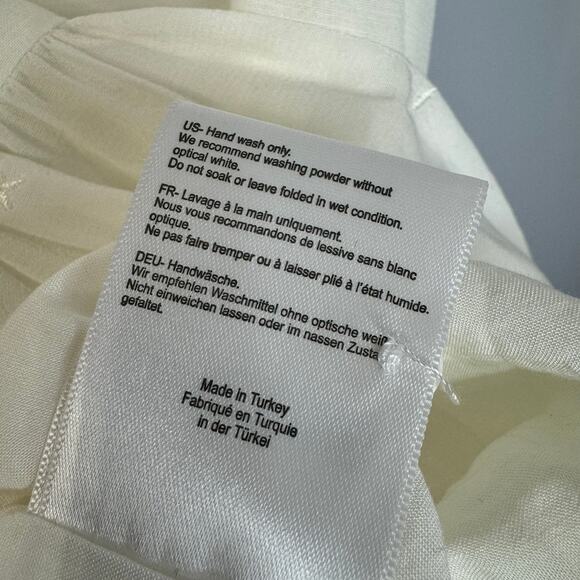 US- Hand wash only.
We recommend washing powder without
optical white.
Do not soak or leave folded in wet condition.
FR- Lavage à la main uniquement.
Nous vous recommandons de lessive sans blanc
optique.
Ne pas faire tremper ou à laisser plié à l'état humide.
DEU- Handwäsche.
Wir empfehlen Waschmittel ohne optische weiß
Nicht einweichen lassen oder im nassen Zusta
gefaltet.
Made in Turkey
Fabriqué en Turquie
in der Türkei